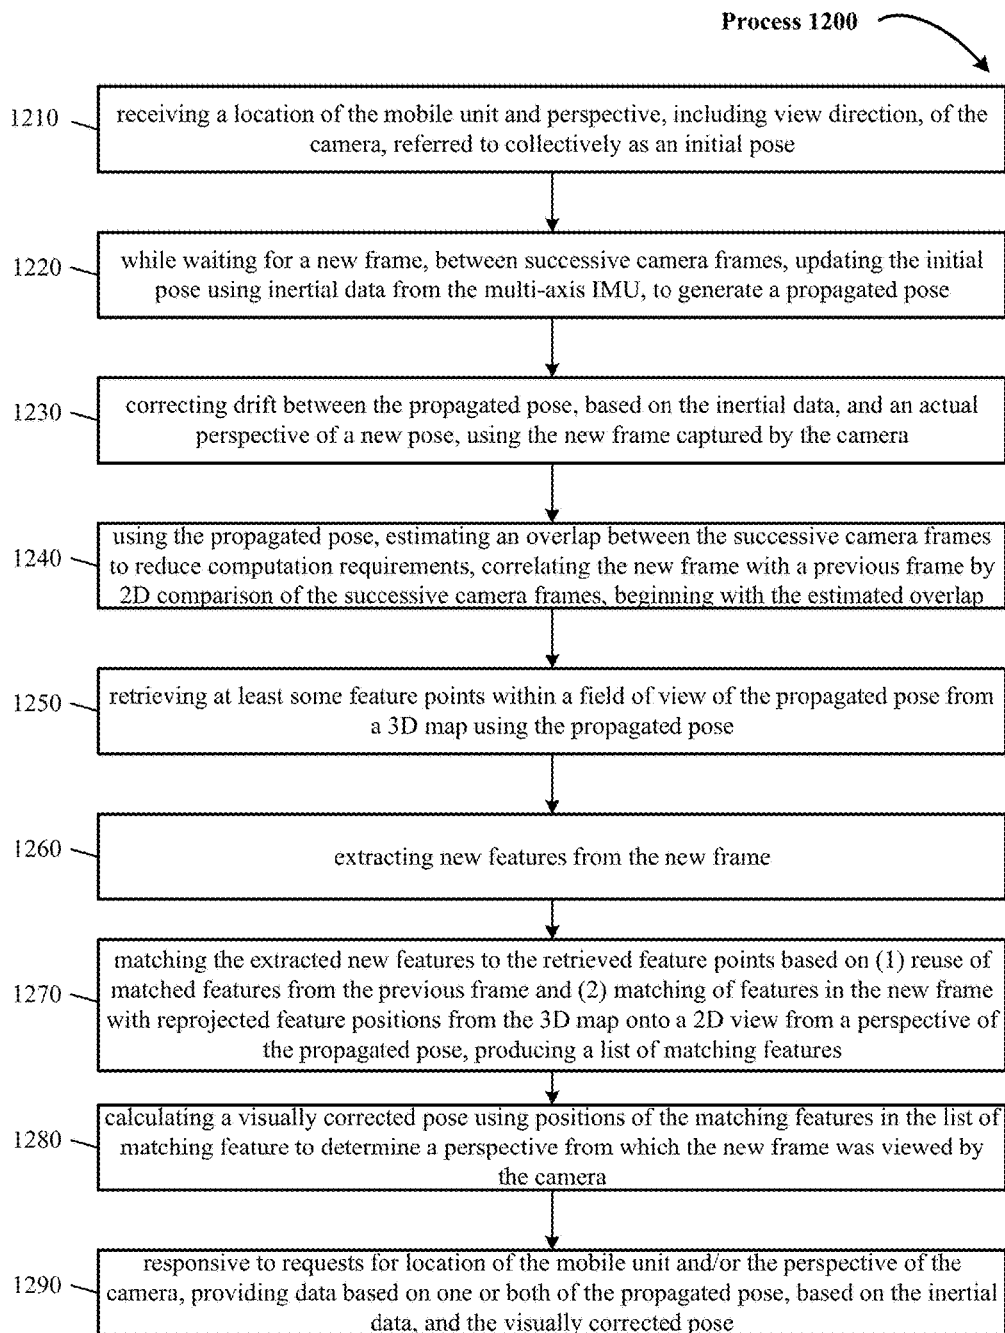 Process 1200
1210
receiving a location of the mobile unit and perspective, including view direction, of the
camera, referred to collectively as an initial pose
1220
while waiting for a new frame, between successive camera frames, updating the initial
pose using inertial data from the multi-axis IMU, to generate a propagated pose
1230
correcting drift between the propagated pose, based on the inertial data, and an actual
perspective of a new pose, using the new frame captured by the camera
1240
using the propagated pose, estimating an overlap between the successive camera frames
to reduce computation requirements, correlating the new frame with a previous frame by
2D comparison of the successive camera frames, beginning with the estimated overlap
1250
retrieving at least some feature points within a field of view of the propagated pose from
a 3D map using the propagated pose
1260
extracting new features from the new frame
1270
matching the extracted new features to the retrieved feature points based on (1) reuse of
matched features from the previous frame and (2) matching of features in the new frame
with reprojected feature positions from the 3D map onto a 2D view from a perspective of
the propagated pose, producing a list of matching features
1280
calculating a visually corrected pose using positions of the matching features in the list of
matching feature to determine a perspective from which the new frame was viewed by
the camera
1290
responsive to requests for location of the mobile unit and/or the perspective of the
camera, providing data based on one or both of the propagated pose, based on the inertial
data, and the visually corrected pose